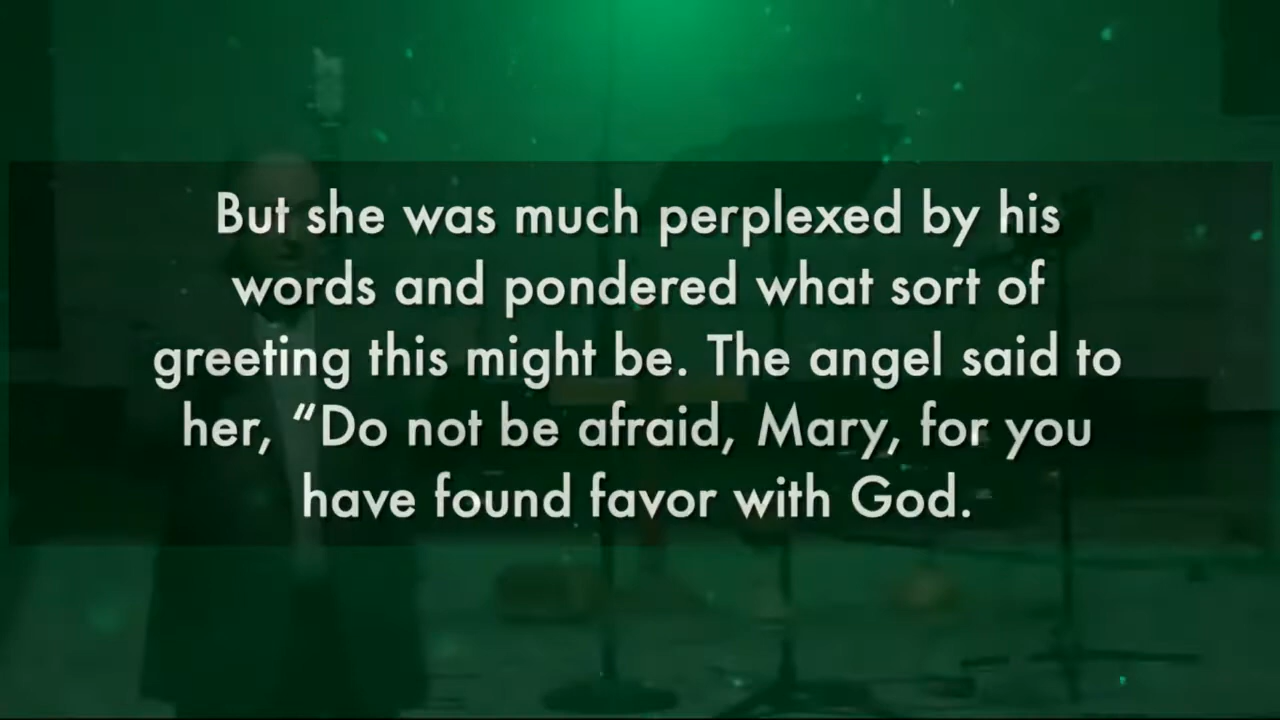 But she was much perplexed by his
words and pondered what sort of
greeting this might be. The angel said to
her, “Do not be afraid, Mary, for you
have found favor with God.